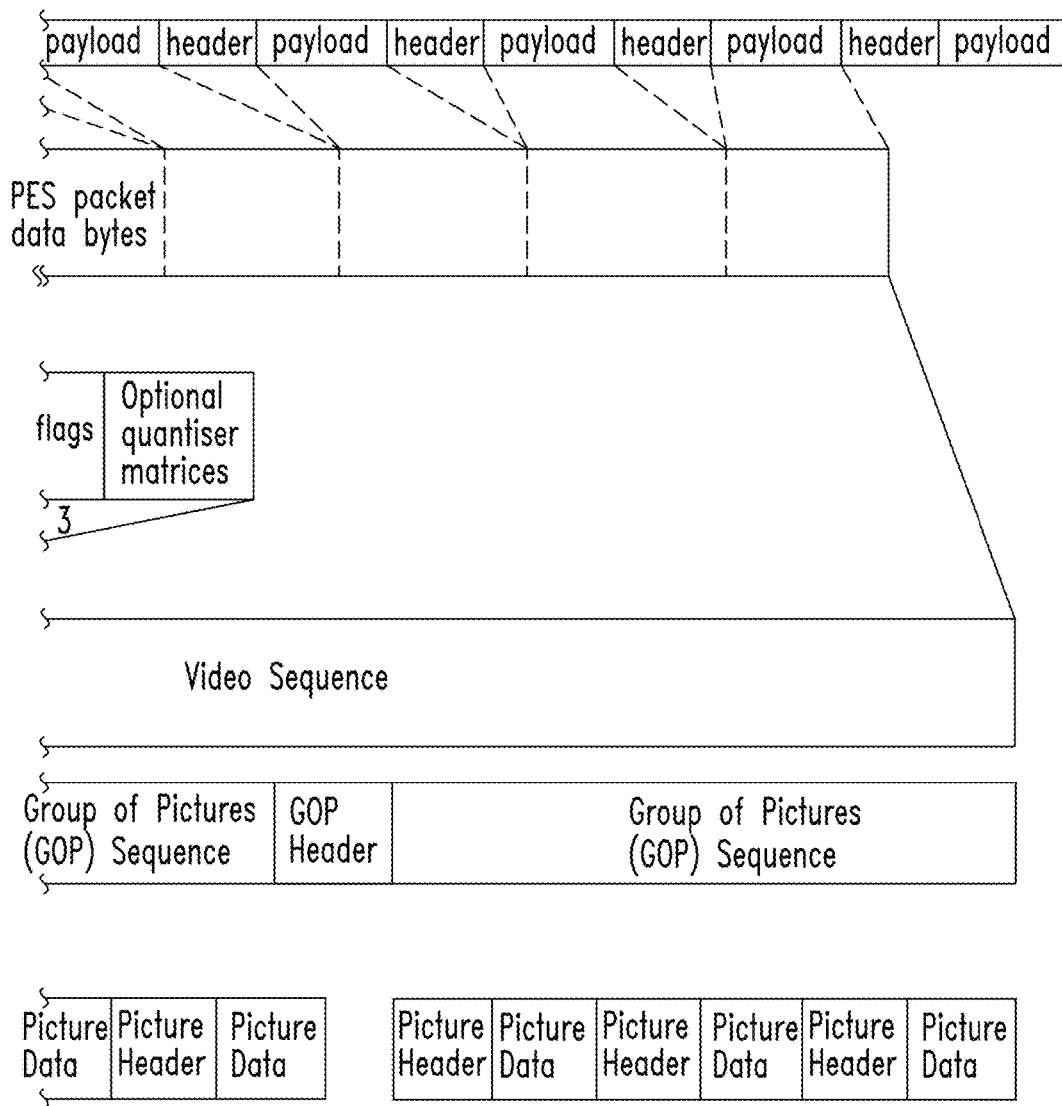 payload header payload header payload header payload header payload
PES packet
data bytes
flags
Optional
quantiser
matrices
3
Video Sequence
Group of Pictures
(GOP) Sequence
GOP
Header
Group of Pictures
(GOP) Sequence
Picture
Data
Picture
Header
Picture
Data
Picture
Header
Picture
Data
Picture
Header
Picture
Data
Picture
Header
Picture
Data